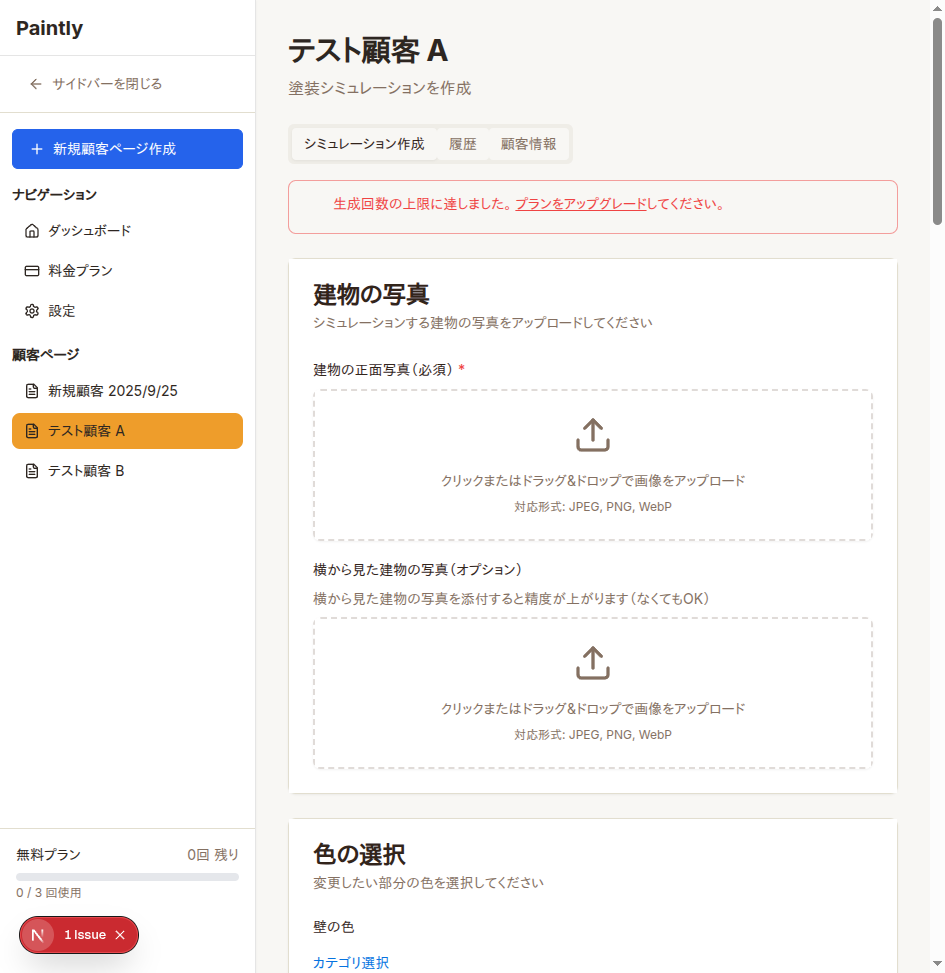 Paintly
サイドバーを閉じる
新規顧客ページ作成
ナビゲーション
ダッシュボード
料金プラン
設定
顧客ページ
新規顧客 2025/9/25
テスト顧客 A
テスト顧客 B
無料プラン 0回 残り
0 / 3 回使用
N 1 Issue
テスト顧客 A
塗装シミュレーションを作成
シミュレーション作成 履歴 顧客情報
生成回数の上限に達しました。プランをアップグレードしてください。
建物の写真
シミュレーションする建物の写真をアップロードしてください
建物の正面写真（必須） *
クリックまたはドラッグ&ドロップで画像をアップロード
対応形式: JPEG, PNG, WebP
横から見た建物の写真（オプション）
横から見た建物の写真を添付すると精度が上がります（なくてもOK）
クリックまたはドラッグ&ドロップで画像をアップロード
対応形式: JPEG, PNG, WebP
色の選択
変更したい部分の色を選択してください
壁の色
カテゴリ選択